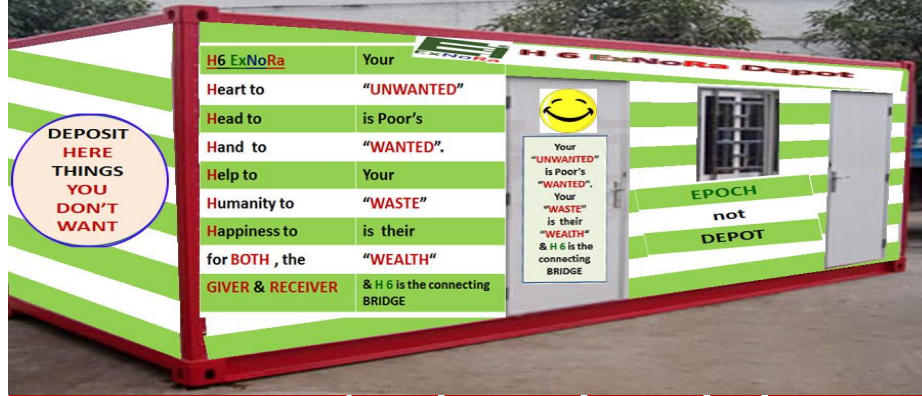 DEPOSIT
HERE
THINGS
YOU
DON'T
WANT
H6 ExNoRa Your
Heart to “UNWANTED”
Head to is Poor’s
Hand to “WANTED”.
Help to Your
Humanity to “WASTE”
Happiness to is their
for BOTH , the “WEALTH“
GIVER & RECEIVER & H 6 is the connecting
BRIDGE
ExNoRa
H 6 ExNoRa Depot
Your
“UNWANTED”
is Poor’s
“WANTED”.
Your
“WASTE”
is their
“WEALTH“
& H 6 is the
connecting
BRIDGE
EPOCH
not
DEPOT